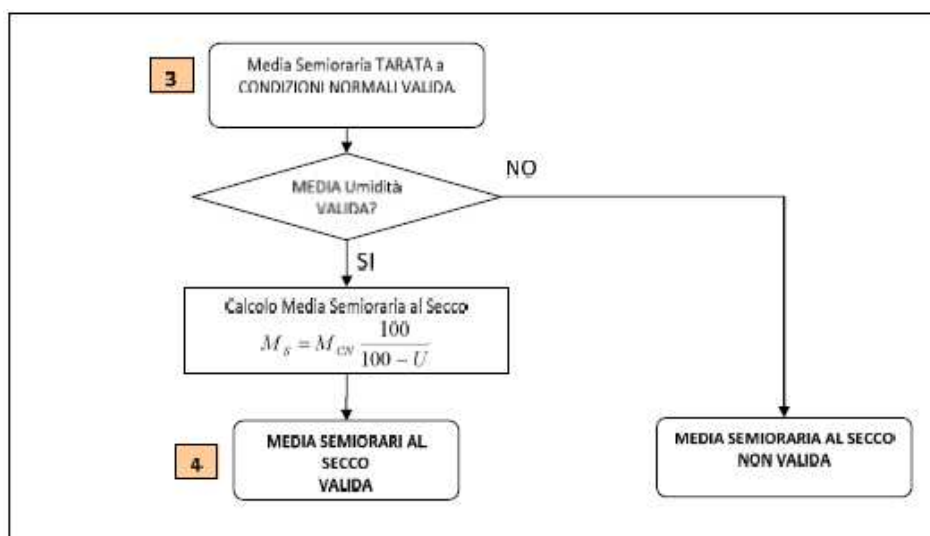 3
Media Semioraria TARATA a
CONDIZIONI NORMALI VALIDA.
MEDIA Umidità
VALIDA?
NO
SI
Calcolo Media Semioraria al Secco
M_S = M_CN 100 / (100 − U)
4
MEDIA SEMIORARI AL
SECCO
VALIDA
MEDIA SEMIORARIA AL SECCO
NON VALIDA